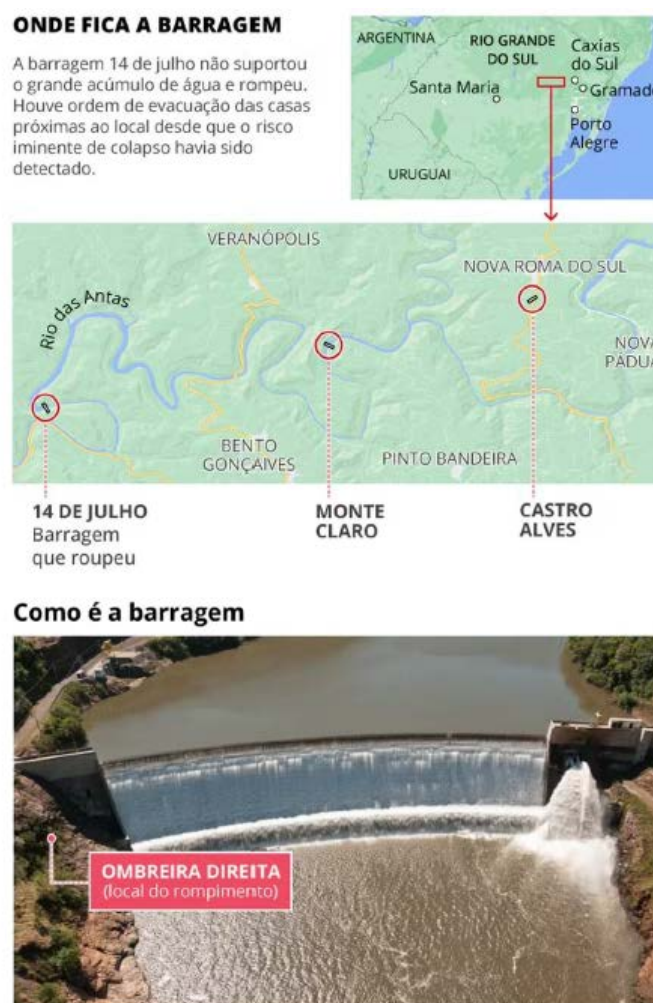 ONDE FICA A BARRAGEM
A barragem 14 de julho não suportou
o grande acúmulo de água e rompeu.
Houve ordem de evacuação das casas
próximas ao local desde que o risco
iminente de colapso havia sido
detectado.
ARGENTINA
RIO GRANDE
DO SUL
Caxias
do Sul
Santa Maria
Gramado
Porto
Alegre
URUGUAI
VERANÓPOLIS
NOVA ROMA DO SUL
Rio das Antas
NOVA
PÁDUA
BENTO
GONÇAIVES
PINTO BANDEIRA
14 DE JULHO
Barragem
que roupeu
MONTE
CLARO
CASTRO
ALVES
Como é a barragem
OMBREIRA DIREITA
(local do rompimento)